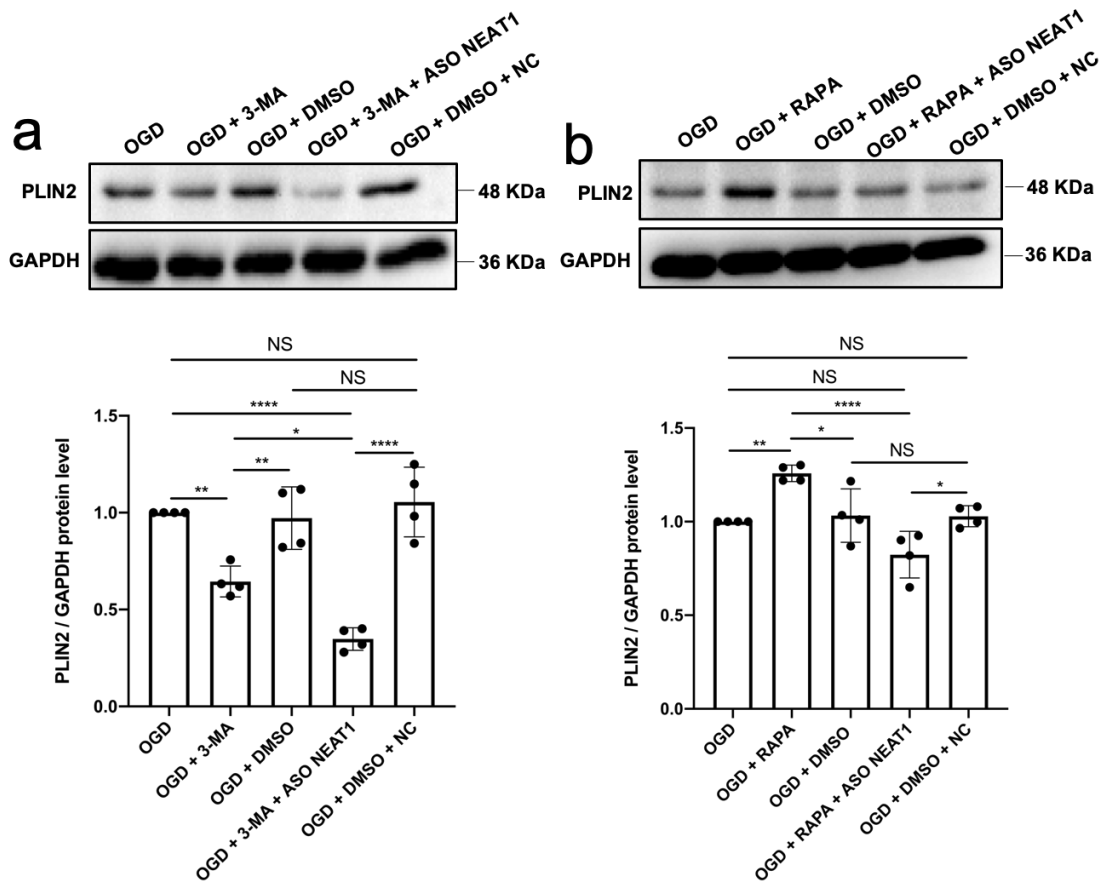 a
OGD
OGD + 3-MA
OGD + DMSO
OGD + 3-MA + ASO NEAT1
OGD + DMSO + NC
PLIN2
48 KDa
GAPDH
36 KDa
NS
NS
****
*
****
**
**
PLIN2 / GAPDH protein level
1.5
1.0
0.5
0.0
OGD
OGD + 3-MA
OGD + DMSO
OGD + 3-MA + ASO NEAT1
OGD + DMSO + NC
b
OGD
OGD + RAPA
OGD + DMSO
OGD + RAPA + ASO NEAT1
OGD + DMSO + NC
PLIN2
48 KDa
GAPDH
36 KDa
NS
NS
****
**
*
NS
*
PLIN2 / GAPDH protein level
1.5
1.0
0.5
0.0
OGD
OGD + RAPA
OGD + DMSO
OGD + RAPA + ASO NEAT1
OGD + DMSO + NC